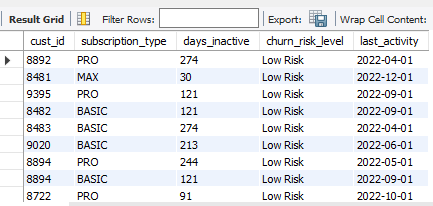 Result Grid Filter Rows: Export: Wrap Cell Content:
cust_id subscription_type days_inactive churn_risk_level last_activity
8892 PRO 274 Low Risk 2022-04-01
8481 MAX 30 Low Risk 2022-12-01
9395 PRO 121 Low Risk 2022-09-01
8482 BASIC 121 Low Risk 2022-09-01
8483 BASIC 274 Low Risk 2022-04-01
9020 BASIC 213 Low Risk 2022-06-01
8894 PRO 244 Low Risk 2022-05-01
8894 BASIC 121 Low Risk 2022-09-01
8722 PRO 91 Low Risk 2022-10-01